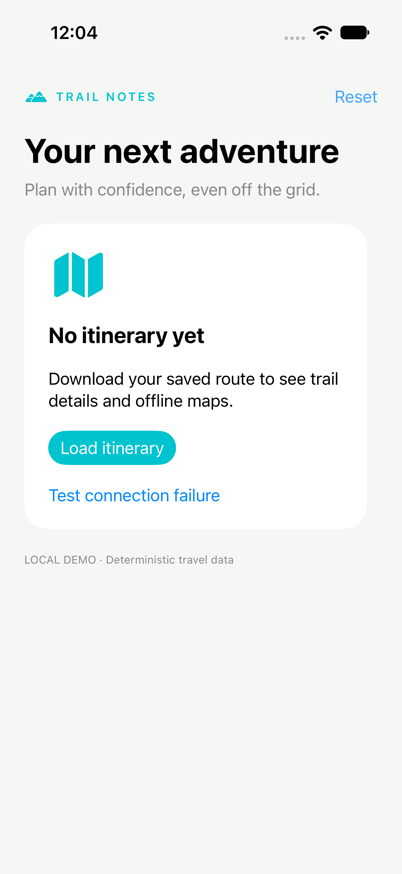 12:04
TRAIL NOTES
Reset
Your next adventure
Plan with confidence, even off the grid.
No itinerary yet
Download your saved route to see trail
details and offline maps.
Load itinerary
Test connection failure
LOCAL DEMO · Deterministic travel data